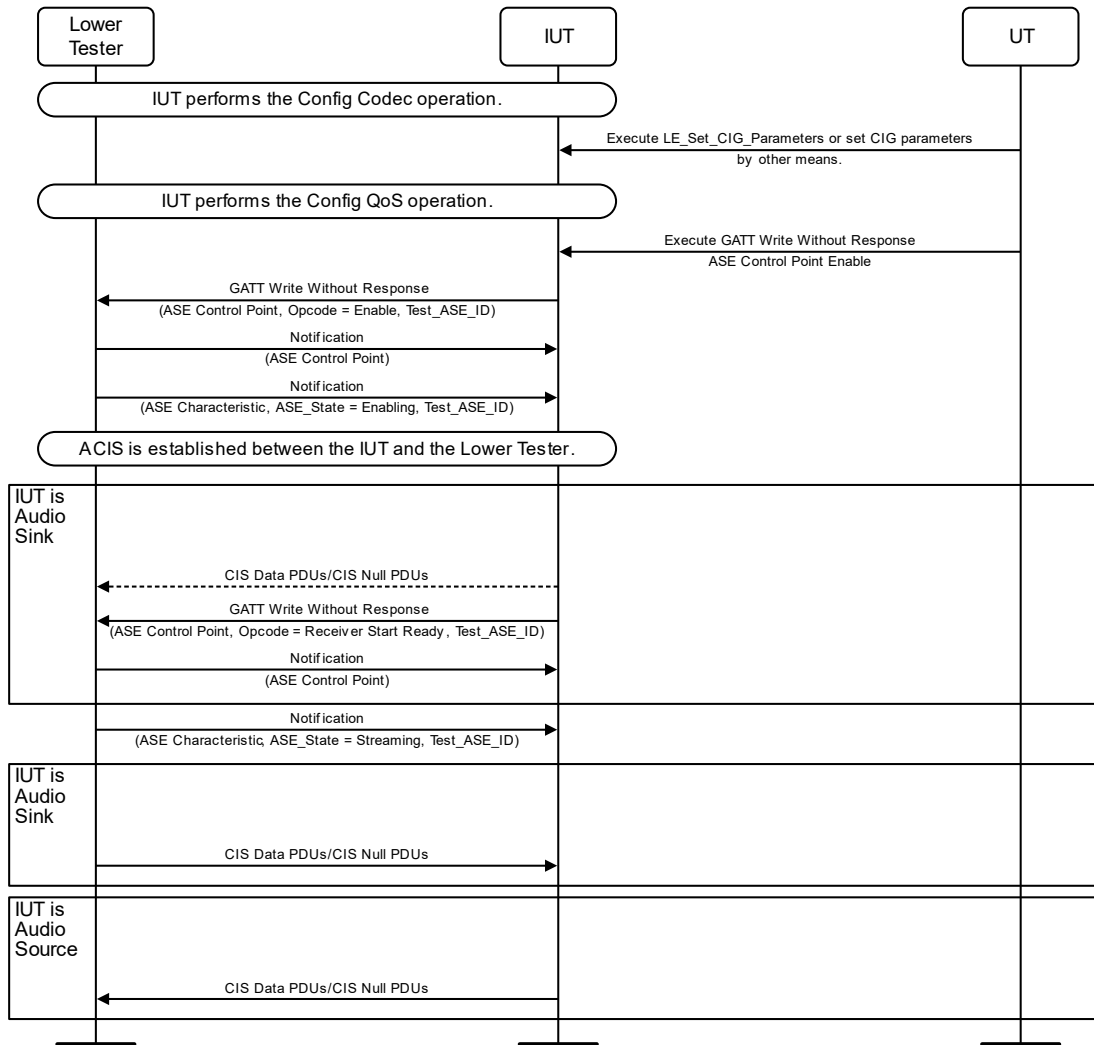 Lower
Tester
IUT
UT
IUT performs the Config Codec operation.
Execute LE_Set_CIG_Parameters or set CIG parameters
by other means.
IUT performs the Config QoS operation.
Execute GATT Write Without Response
ASE Control Point Enable
GATT Write Without Response
(ASE Control Point, Opcode = Enable, Test_ASE_ID)
Notification
(ASE Control Point)
Notification
(ASE Characteristic, ASE_State = Enabling, Test_ASE_ID)
A CIS is established between the IUT and the Lower Tester.
IUT is
Audio
Sink
CIS Data PDUs/CIS Null PDUs
GATT Write Without Response
(ASE Control Point, Opcode = Receiver Start Ready, Test_ASE_ID)
Notification
(ASE Control Point)
Notification
(ASE Characteristic, ASE_State = Streaming, Test_ASE_ID)
IUT is
Audio
Sink
CIS Data PDUs/CIS Null PDUs
IUT is
Audio
Source
CIS Data PDUs/CIS Null PDUs